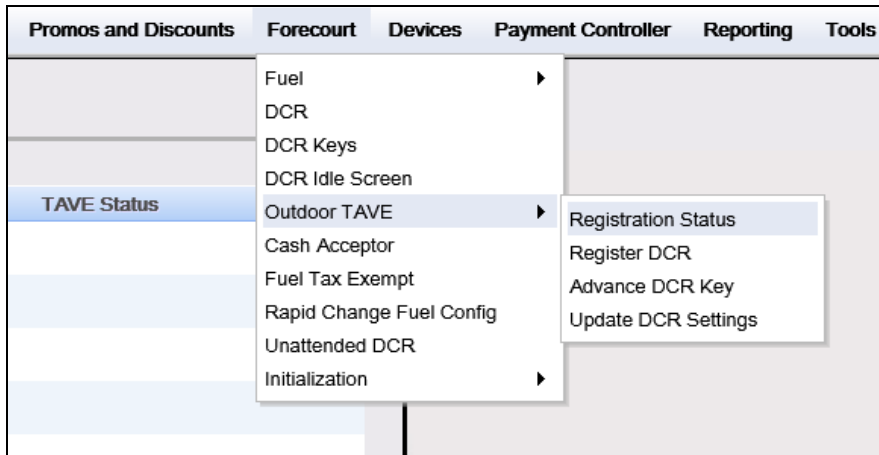 Promos and Discounts Forecourt Devices Payment Controller Reporting Tools
Fuel
DCR
DCR Keys
DCR Idle Screen
TAVE Status
Outdoor TAVE
Registration Status
Cash Acceptor
Register DCR
Fuel Tax Exempt
Advance DCR Key
Rapid Change Fuel Config
Update DCR Settings
Unattended DCR
Initialization